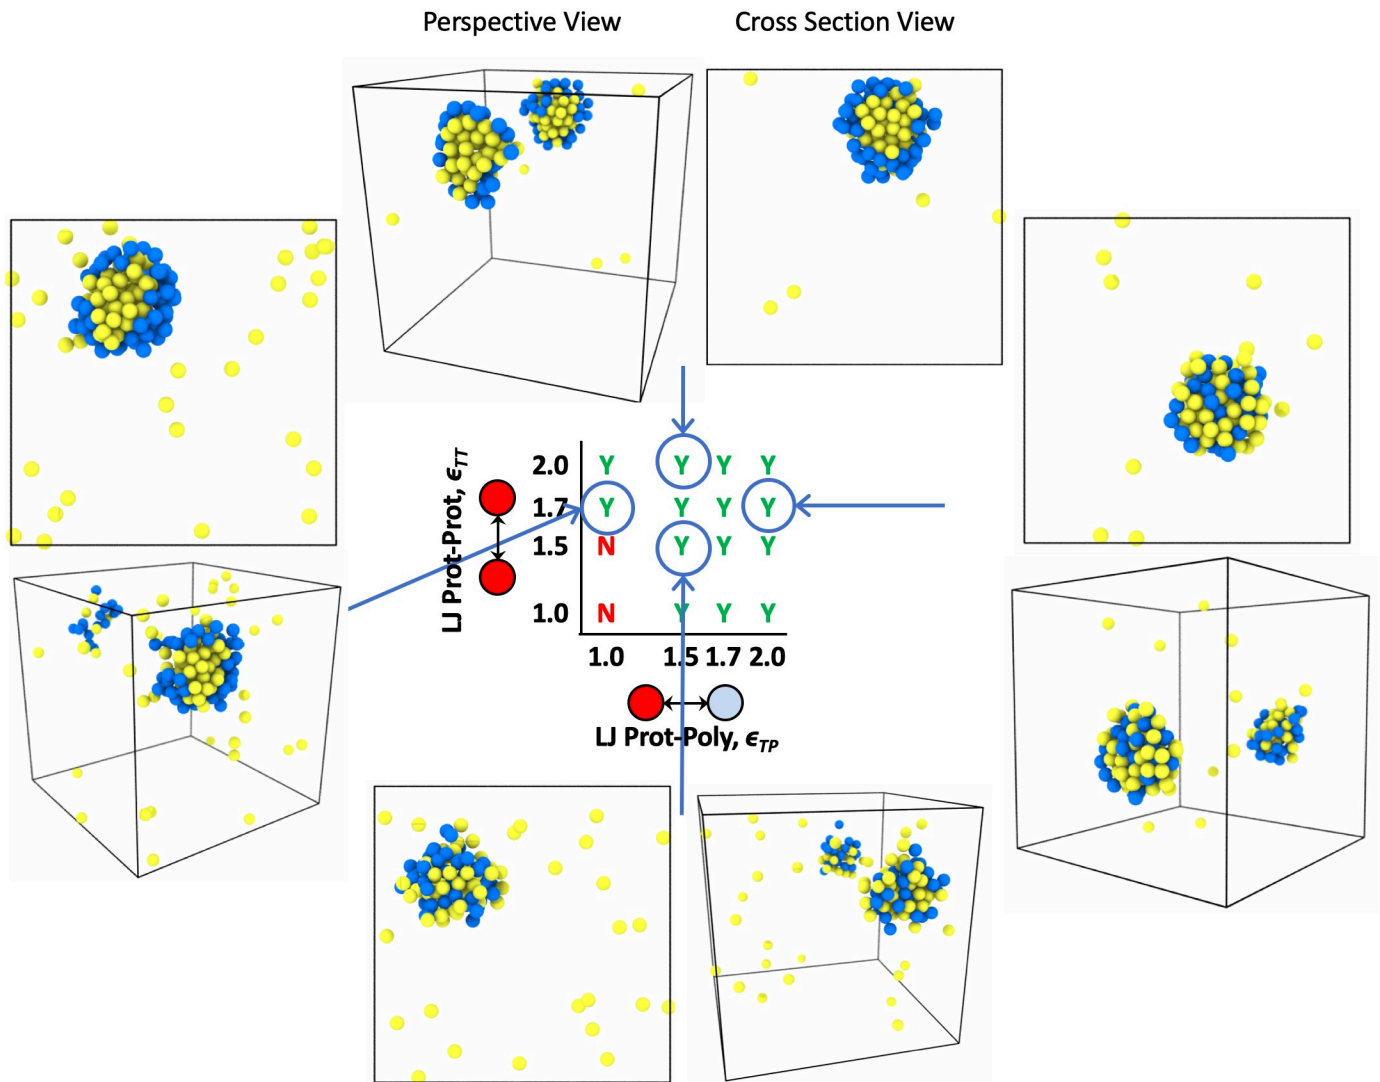 Perspective View
Cross Section View
LJ Prot-Prot, ϵTT
2.0 Y Y Y Y
1.7 Y Y Y Y
1.5 N Y Y Y
1.0 N Y Y Y
1.0 1.5 1.7 2.0
LJ Prot-Poly, ϵTP